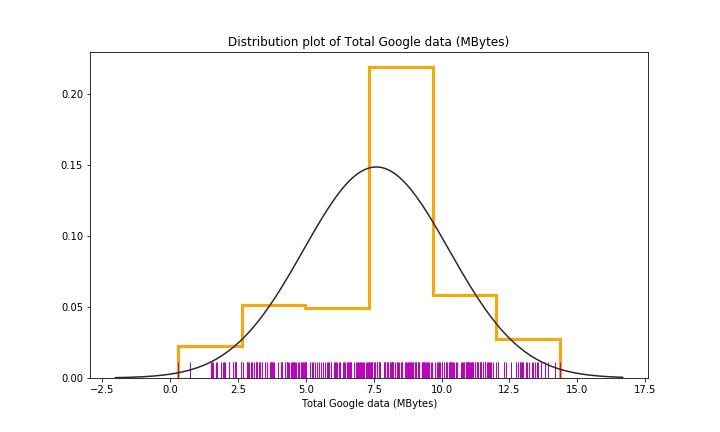 Distribution plot of Total Google data (MBytes)
0.20
0.15
0.10
0.05
0.00
−2.5 0.0 2.5 5.0 7.5 10.0 12.5 15.0 17.5
Total Google data (MBytes)